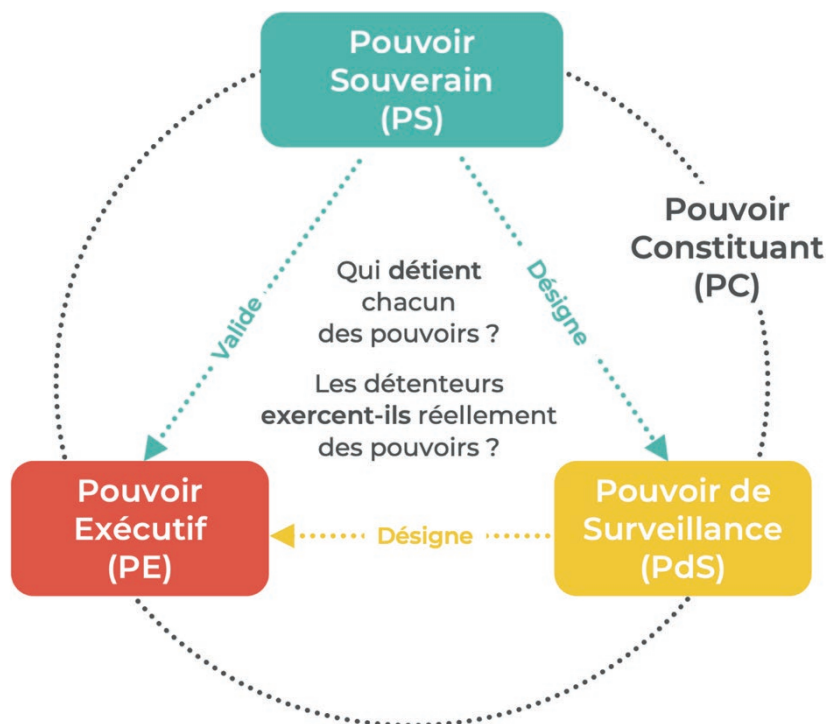 Pouvoir
Souverain
(PS)
Pouvoir
Constituant
(PC)
Valide
Désigne
Qui détient
chacun
des pouvoirs ?
Les détenteurs
exercent-ils réellement
des pouvoirs ?
Pouvoir
Exécutif
(PE)
Désigne
Pouvoir de
Surveillance
(PdS)